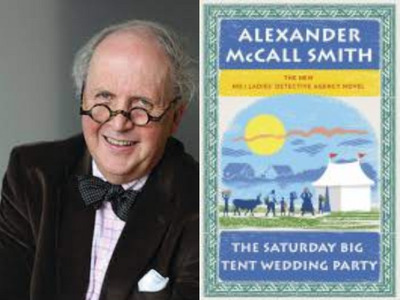 ALEXANDER
McCALL SMITH
THE NEW
NO.1 LADIES' DETECTIVE AGENCY NOVEL
THE SATURDAY BIG
TENT WEDDING PARTY